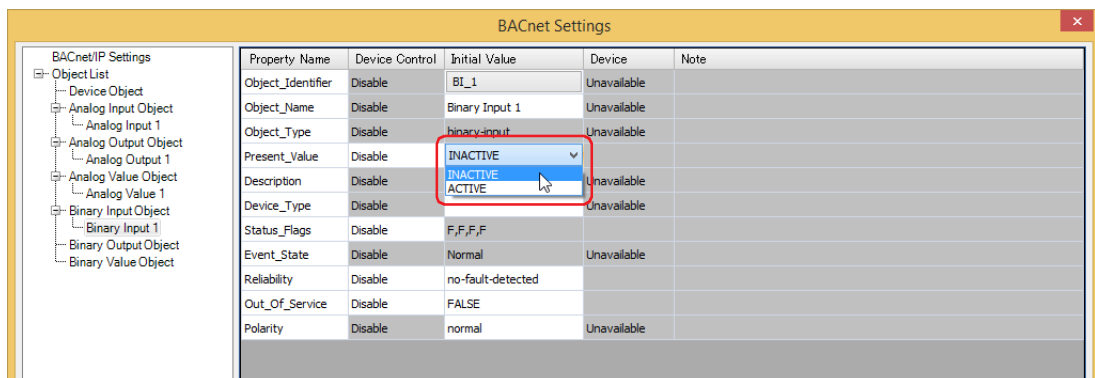 BACnet Settings
×
BACnet/IP Settings
Object List
Device Object
Analog Input Object
Analog Input 1
Analog Output Object
Analog Output 1
Analog Value Object
Analog Value 1
Binary Input Object
Binary Input 1
Binary Output Object
Binary Value Object
Property Name Device Control Initial Value Device Note
Object_Identifier Disable BI_1 Unavailable
Object_Name Disable Binary Input 1 Unavailable
Object_Type Disable binary-input Unavailable
Present_Value Disable INACTIVE
INACTIVE
ACTIVE
Description Disable Unavailable
Device_Type Disable Unavailable
Status_Flags Disable F,F,F,F
Event_State Disable Normal Unavailable
Reliability Disable no-fault-detected
Out_Of_Service Disable FALSE
Polarity Disable normal Unavailable